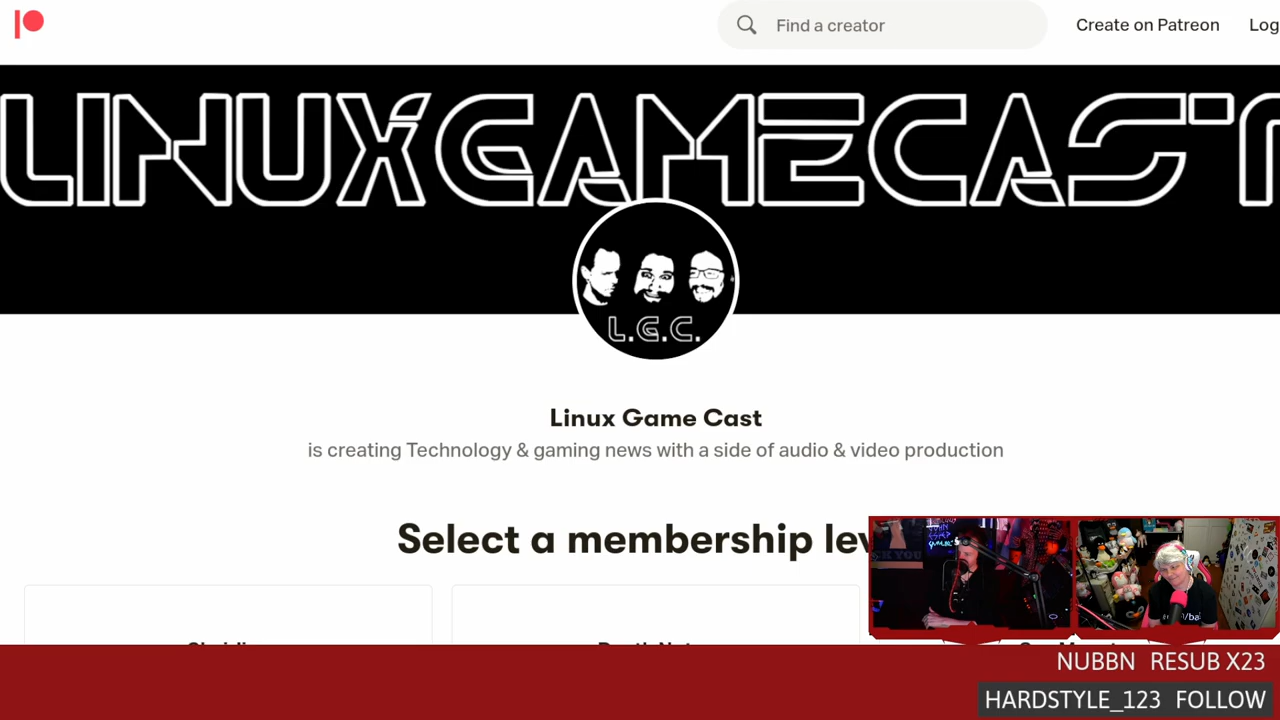 Find a creator
Create on Patreon
Log
LINUXGAMECAST
L.G.C.
Linux Game Cast
is creating Technology & gaming news with a side of audio & video production
Select a membership lev
NUBBN RESUB X23
HARDSTYLE_123 FOLLOW